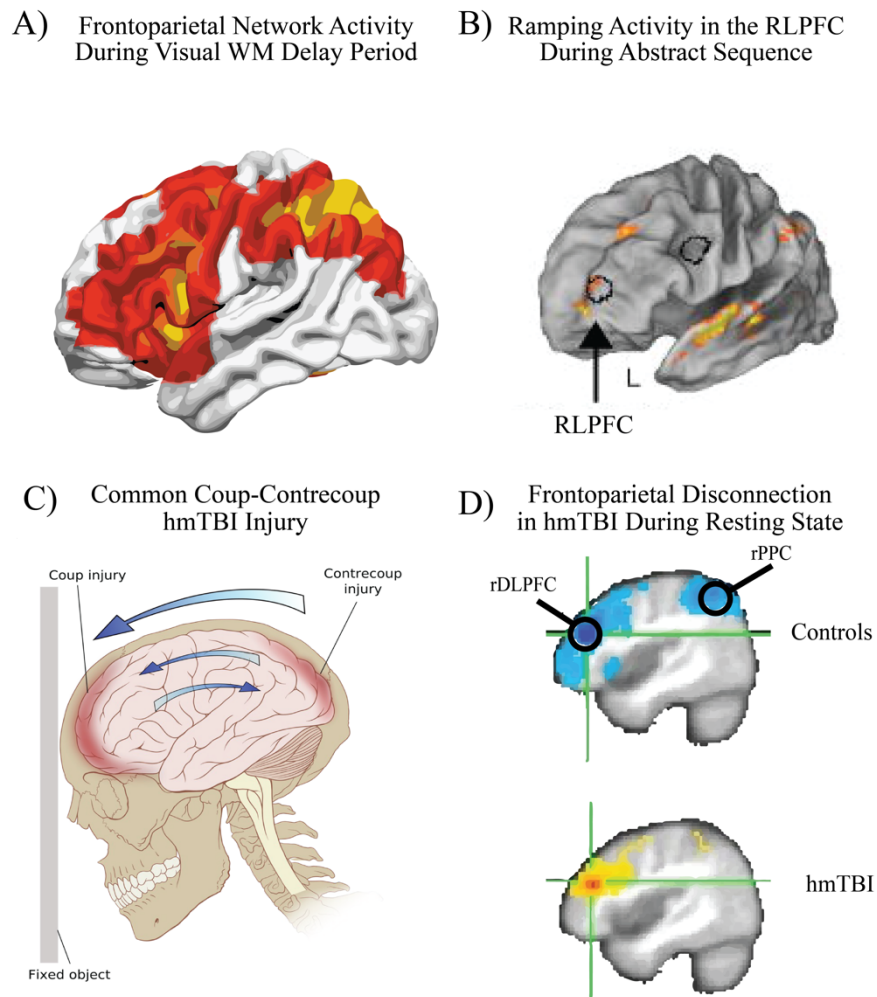 A) Frontoparietal Network Activity
During Visual WM Delay Period
B) Ramping Activity in the RLPFC
During Abstract Sequence
L
RLPFC
C) Common Coup-Contrecoup
hmTBI Injury
Coup injury
Contrecoup
injury
Fixed object
D) Frontoparietal Disconnection
in hmTBI During Resting State
rPPC
rDLPFC
Controls
hmTBI